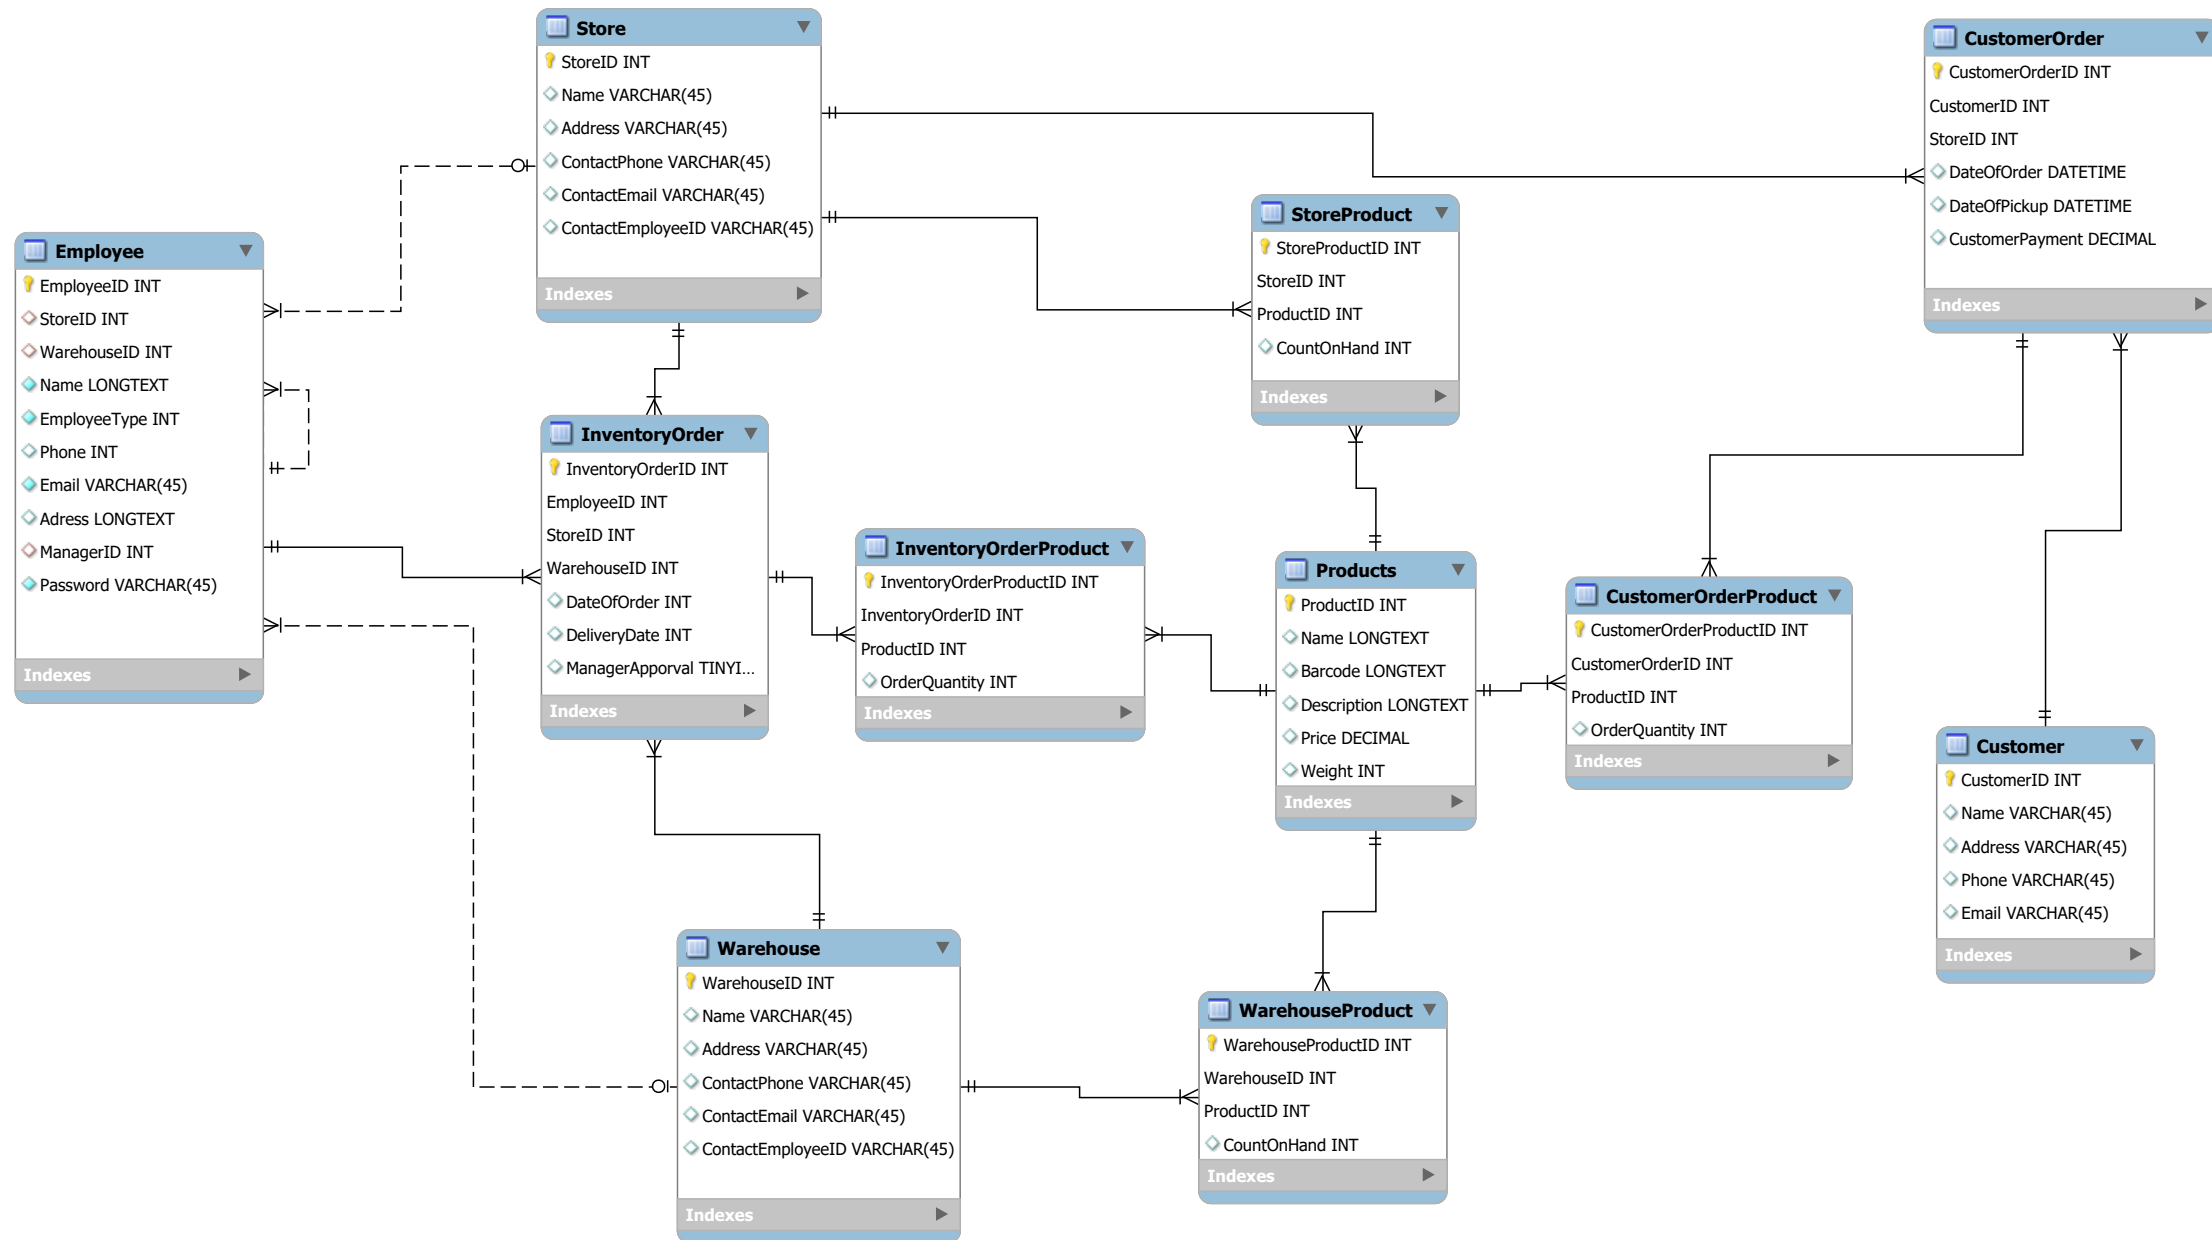 Store
StoreID INT
Name VARCHAR(45)
Address VARCHAR(45)
ContactPhone VARCHAR(45)
ContactEmail VARCHAR(45)
ContactEmployeeID VARCHAR(45)
Indexes
CustomerOrder
CustomerOrderID INT
CustomerID INT
StoreID INT
DateOfOrder DATETIME
DateOfPickup DATETIME
CustomerPayment DECIMAL
Indexes
StoreProduct
StoreProductID INT
StoreID INT
ProductID INT
CountOnHand INT
Indexes
Employee
EmployeeID INT
StoreID INT
WarehouseID INT
Name LONGTEXT
EmployeeType INT
Phone INT
Email VARCHAR(45)
Adress LONGTEXT
ManagerID INT
Password VARCHAR(45)
Indexes
InventoryOrder
InventoryOrderID INT
EmployeeID INT
StoreID INT
WarehouseID INT
DateOfOrder INT
DeliveryDate INT
ManagerApporval TINYI...
Indexes
InventoryOrderProduct
InventoryOrderProductID INT
InventoryOrderID INT
ProductID INT
OrderQuantity INT
Indexes
Products
ProductID INT
Name LONGTEXT
Barcode LONGTEXT
Description LONGTEXT
Price DECIMAL
Weight INT
Indexes
CustomerOrderProduct
CustomerOrderProductID INT
CustomerOrderID INT
ProductID INT
OrderQuantity INT
Indexes
Customer
CustomerID INT
Name VARCHAR(45)
Address VARCHAR(45)
Phone VARCHAR(45)
Email VARCHAR(45)
Indexes
Warehouse
WarehouseID INT
Name VARCHAR(45)
Address VARCHAR(45)
ContactPhone VARCHAR(45)
ContactEmail VARCHAR(45)
ContactEmployeeID VARCHAR(45)
Indexes
WarehouseProduct
WarehouseProductID INT
WarehouseID INT
ProductID INT
CountOnHand INT
Indexes